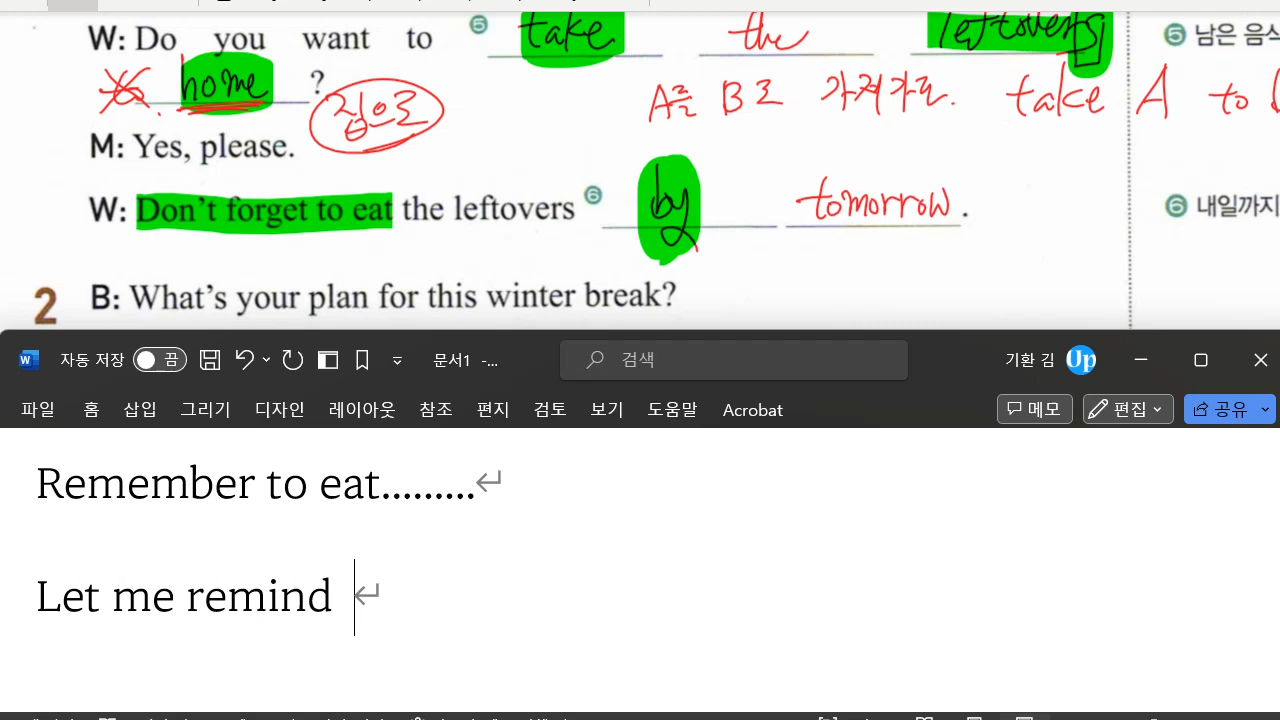 W: Do you want to ⑤ take the leftovers ⑤ 남은 음식
home ? 집으로 A를 B로 가져가다. take A to
M: Yes, please.
W: Don't forget to eat the leftovers ⑥ by tomorrow. ⑥ 내일까지
2 B: What's your plan for this winter break?
자동 저장 끔 문서1 -... 검색 기환 김
파일 홈 삽입 그리기 디자인 레이아웃 참조 편지 검토 보기 도움말 Acrobat 메모 편집 공유
Remember to eat.........
Let me remind